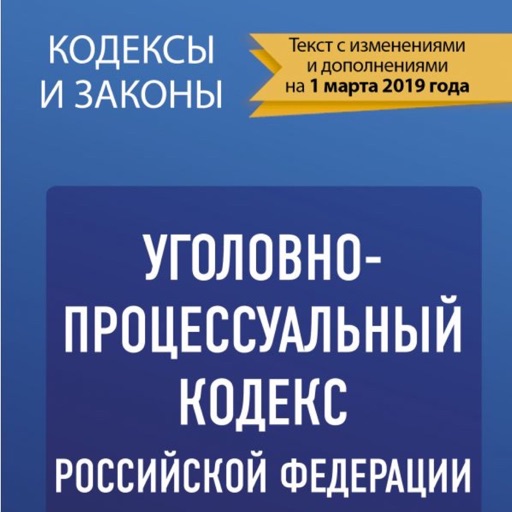 КОДЕКСЫ
И ЗАКОНЫ
Текст с изменениями
и дополнениями
на 1 марта 2019 года
УГОЛОВНО-
ПРОЦЕССУАЛЬНЫЙ
КОДЕКС
РОССИЙСКОЙ ФЕДЕРАЦИИ